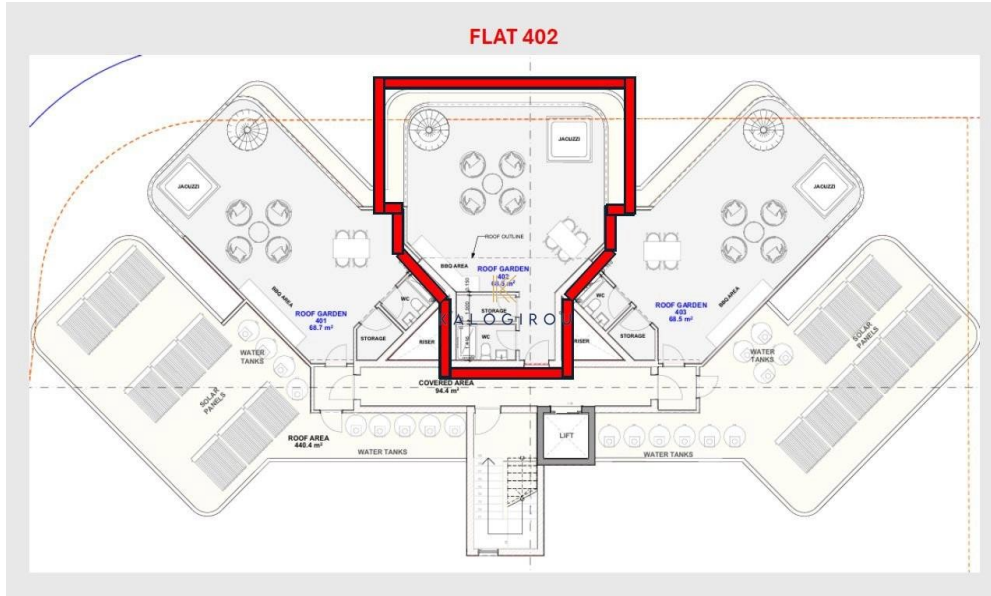 FLAT 402
JACUZZI
JACUZZI
JACUZZI
ROOF OUTLINE
BBQ AREA
BBQ AREA
BBQ AREA
ROOF GARDEN
402
ROOF GARDEN
401
68.7 m²
ROOF GARDEN
403
68.5 m²
WC
STORAGE
RISER
STORAGE
WC
WC
RISER
STORAGE
ALOGIROU
COVERED AREA
94.4 m²
WATER
TANKS
WATER
TANKS
SOLAR
PANELS
SOLAR
PANELS
ROOF AREA
440.4 m²
WATER TANKS
LIFT
WATER TANKS